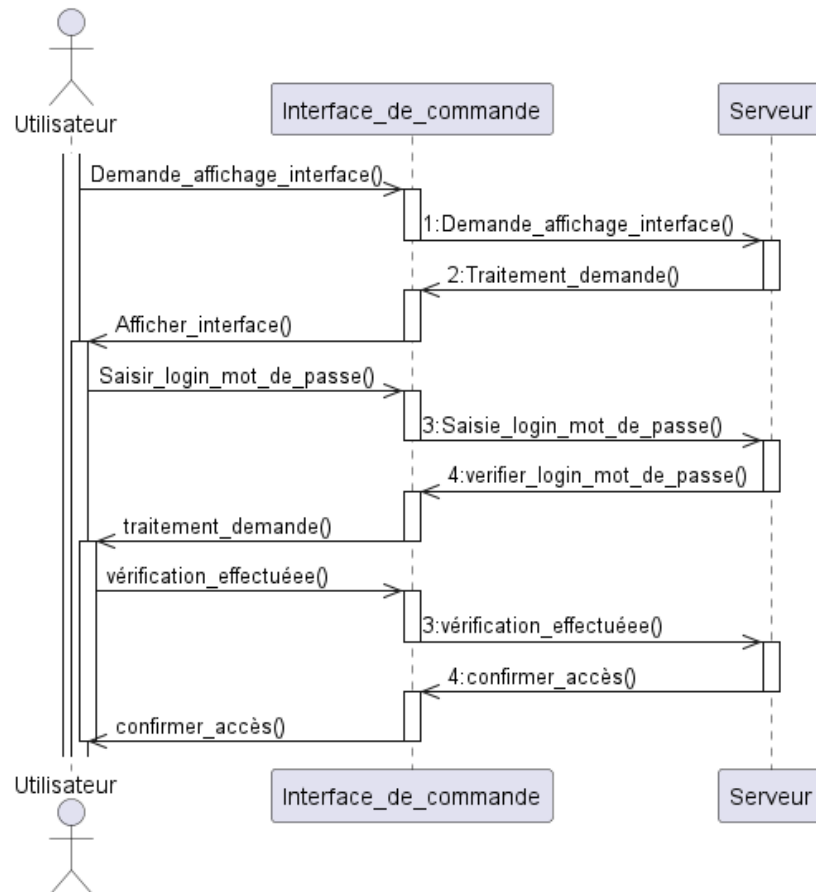 Utilisateur
Interface_de_commande
Serveur
Demande_affichage_interface()
1:Demande_affichage_interface()
2:Traitement_demande()
Afficher_interface()
Saisir_login_mot_de_passe()
3:Saisie_login_mot_de_passe()
4:verifier_login_mot_de_passe()
traitement_demande()
vérification_effectuéee()
3:vérification_effectuéee()
4:confirmer_accès()
confirmer_accès()
Utilisateur
Interface_de_commande
Serveur